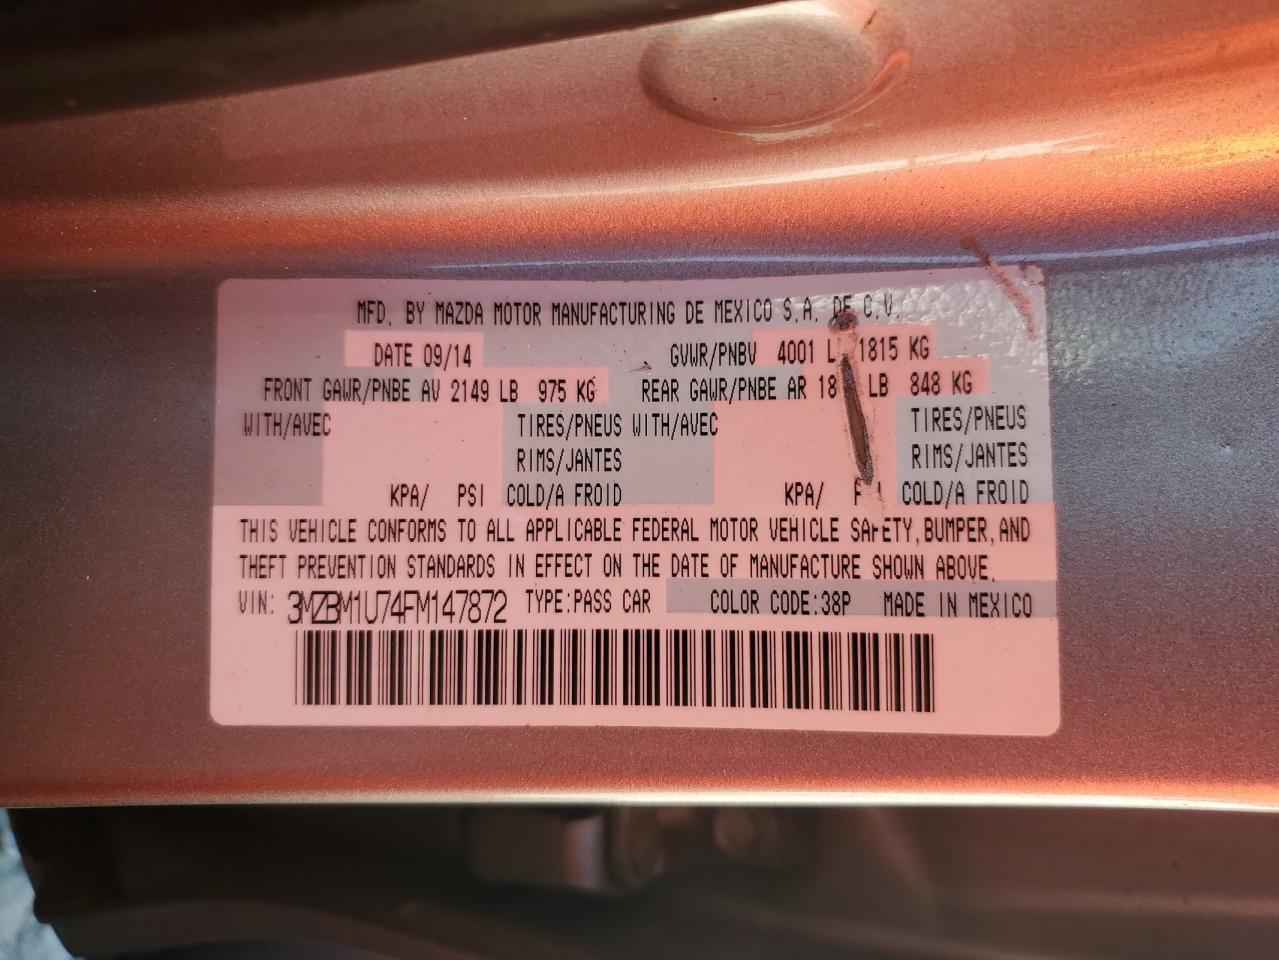 MFD. BY MAZDA MOTOR MANUFACTURING DE MEXICO S.A. DE C.V.
DATE 09/14 GVWR/PNBV 4001 L 1815 KG
FRONT GAWR/PNBE AV 2149 LB 975 KG REAR GAWR/PNBE AR 18 LB 848 KG
WITH/AVEC TIRES/PNEUS WITH/AVEC TIRES/PNEUS
RIMS/JANTES RIMS/JANTES
KPA/ PSI COLD/A FROID KPA/ COLD/A FROID
THIS VEHICLE CONFORMS TO ALL APPLICABLE FEDERAL MOTOR VEHICLE SAFETY, BUMPER, AND
THEFT PREVENTION STANDARDS IN EFFECT ON THE DATE OF MANUFACTURE SHOWN ABOVE.
VIN: 3MZBM1U74FM147872 TYPE:PASS CAR COLOR CODE:38P MADE IN MEXICO